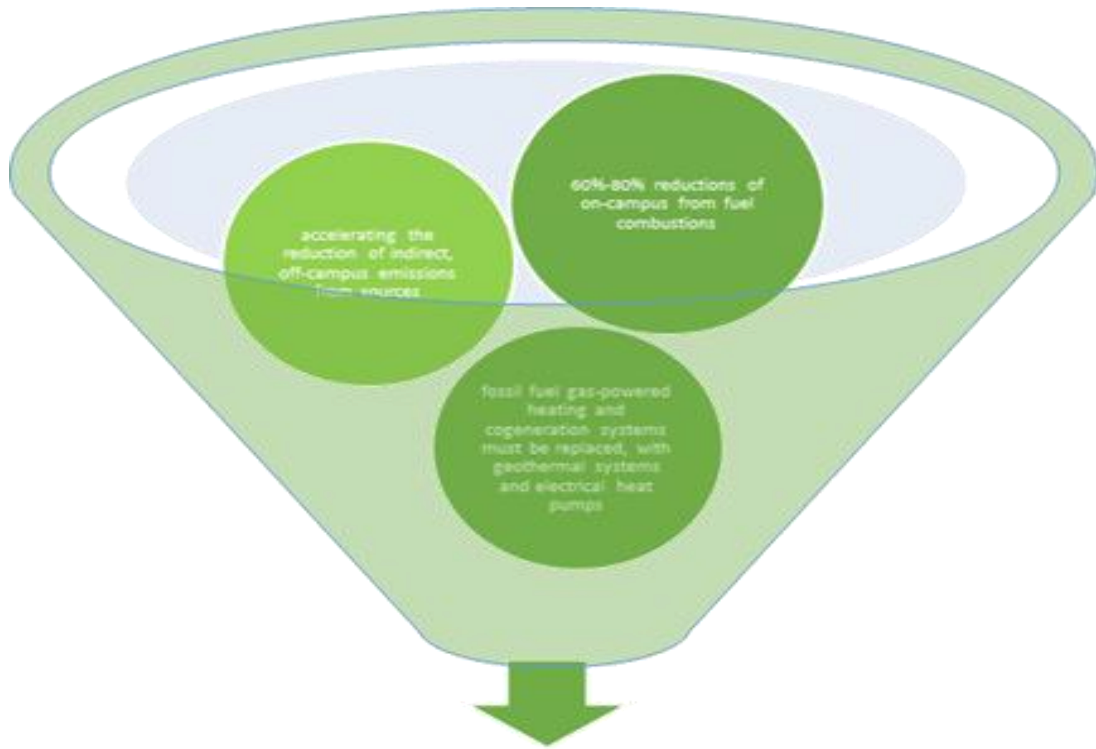 60%-80% reductions of
on-campus from fuel
combustions
accelerating the
reduction of indirect,
off-campus emissions
from sources
fossil fuel gas-powered
heating and
cogeneration systems
must be replaced, with
geothermal systems
and electrical heat
pumps